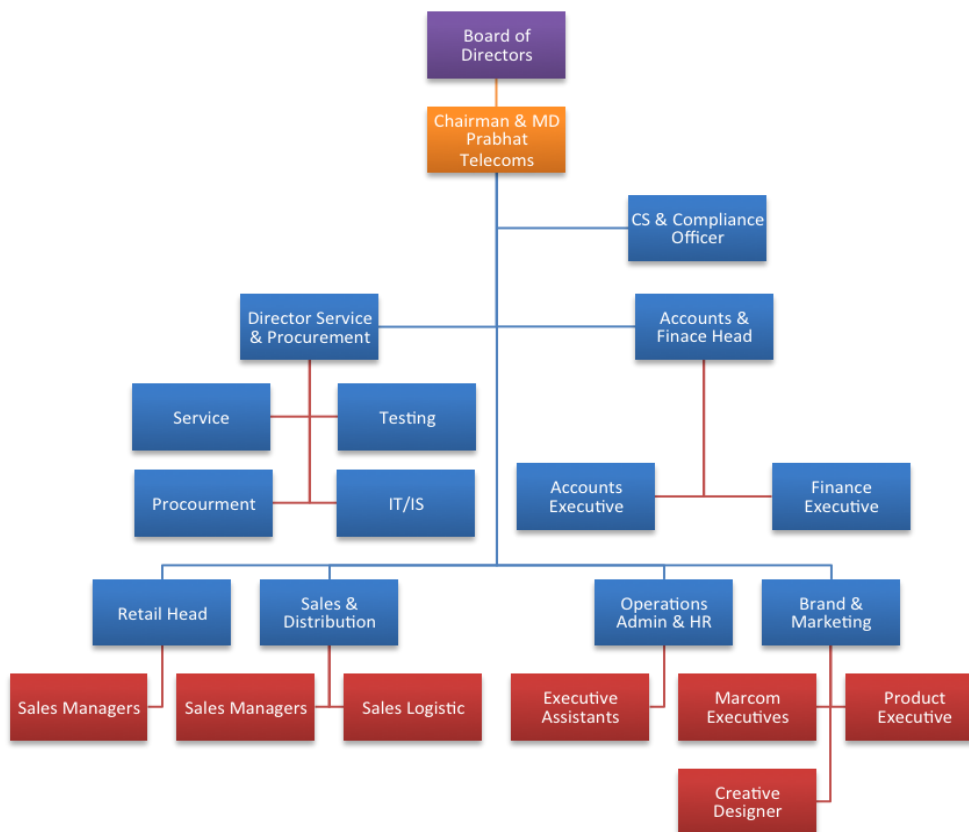 Board of
Directors
Chairman & MD
Prabhat
Telecoms
CS & Compliance
Officer
Director Service
& Procurement
Accounts &
Finace Head
Service
Testing
Procourment
IT/IS
Accounts
Executive
Finance
Executive
Retail Head
Sales &
Distribution
Operations
Admin & HR
Brand &
Marketing
Sales Managers
Sales Managers
Sales Logistic
Executive
Assistants
Marcom
Executives
Product
Executive
Creative
Designer